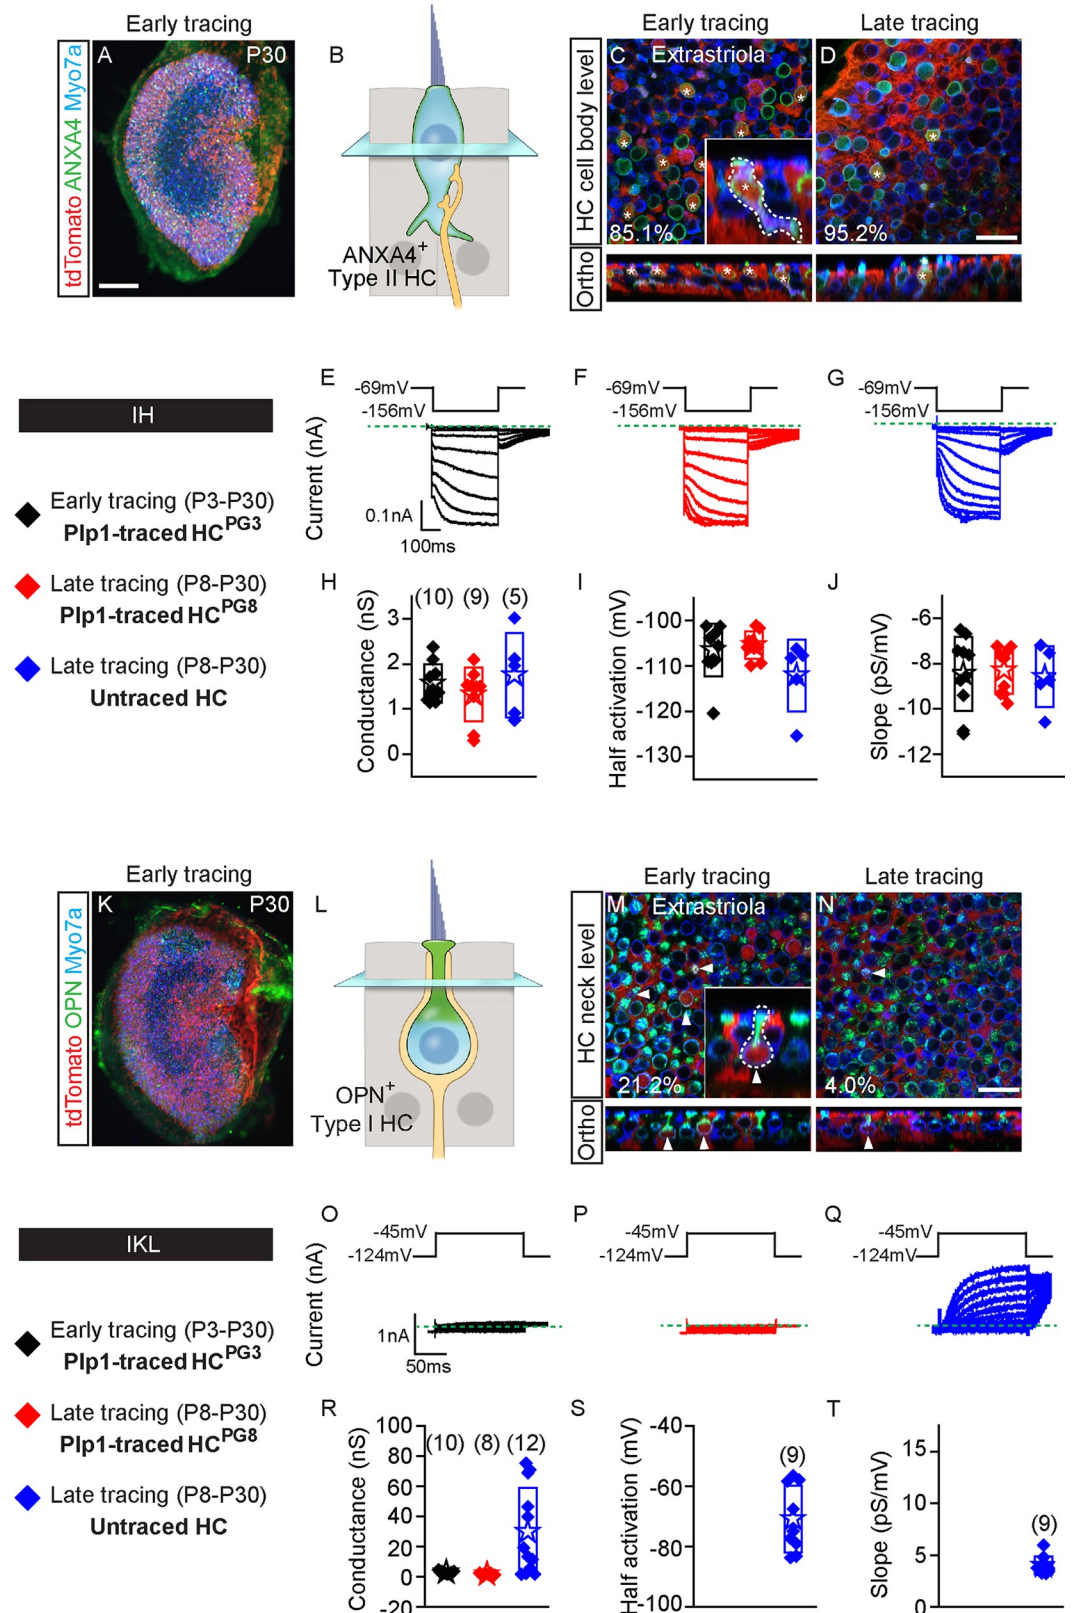 Early tracing
Early tracing
Late tracing
tdTomato ANXA4 Myo7a
A
P30
B
ANXA4+
Type II HC
HC cell body level
C
Extrastriola
85.1%
D
95.2%
Ortho
IH
Early tracing (P3-P30)
Plp1-traced HC^PG3
Late tracing (P8-P30)
Plp1-traced HC^PG8
Late tracing (P8-P30)
Untraced HC
E
-69mV
-156mV
Current (nA)
0.1nA
100ms
F
-69mV
-156mV
G
-69mV
-156mV
H
(10) (9) (5)
Conductance (nS)
3
2
1
0
I
Half activation (mV)
-100
-110
-120
-130
J
Slope (pS/mV)
-6
-8
-10
-12
Early tracing
Early tracing
Late tracing
tdTomato OPN Myo7a
K
P30
L
OPN+
Type I HC
HC neck level
M
Extrastriola
21.2%
N
4.0%
Ortho
IKL
Early tracing (P3-P30)
Plp1-traced HC^PG3
Late tracing (P8-P30)
Plp1-traced HC^PG8
Late tracing (P8-P30)
Untraced HC
O
-45mV
-124mV
Current (nA)
1nA
50ms
P
-45mV
-124mV
Q
-45mV
-124mV
R
(10) (8) (12)
Conductance (nS)
100
80
60
40
20
0
-20
S
(9)
Half activation (mV)
-40
-60
-80
-100
T
(9)
Slope (pS/mV)
15
10
5
0